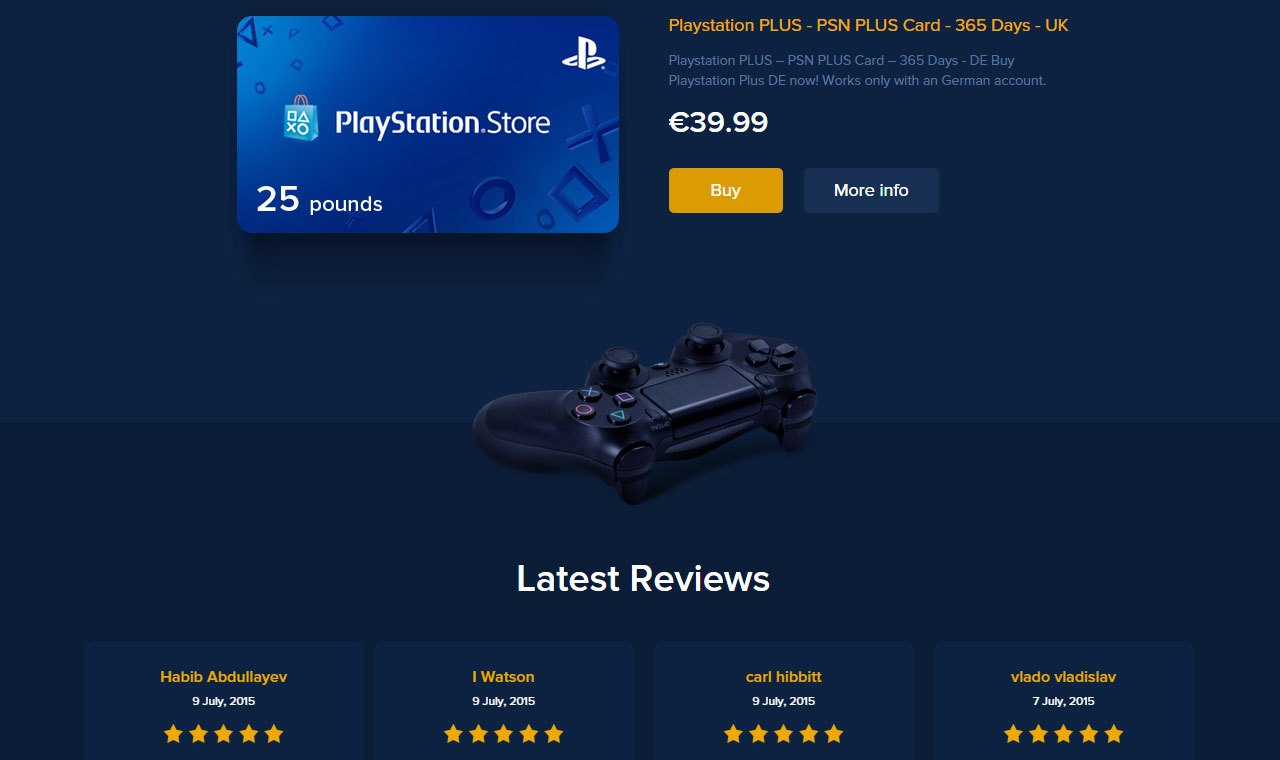 PlayStation.Store
25 pounds
Playstation PLUS - PSN PLUS Card - 365 Days - UK
Playstation PLUS – PSN PLUS Card – 365 Days - DE Buy
Playstation Plus DE now! Works only with an German account.
€39.99
Buy
More info
SHARE
OPTIONS
Latest Reviews
Habib Abdullayev
9 July, 2015
I Watson
9 July, 2015
carl hibbitt
9 July, 2015
vlado vladislav
7 July, 2015